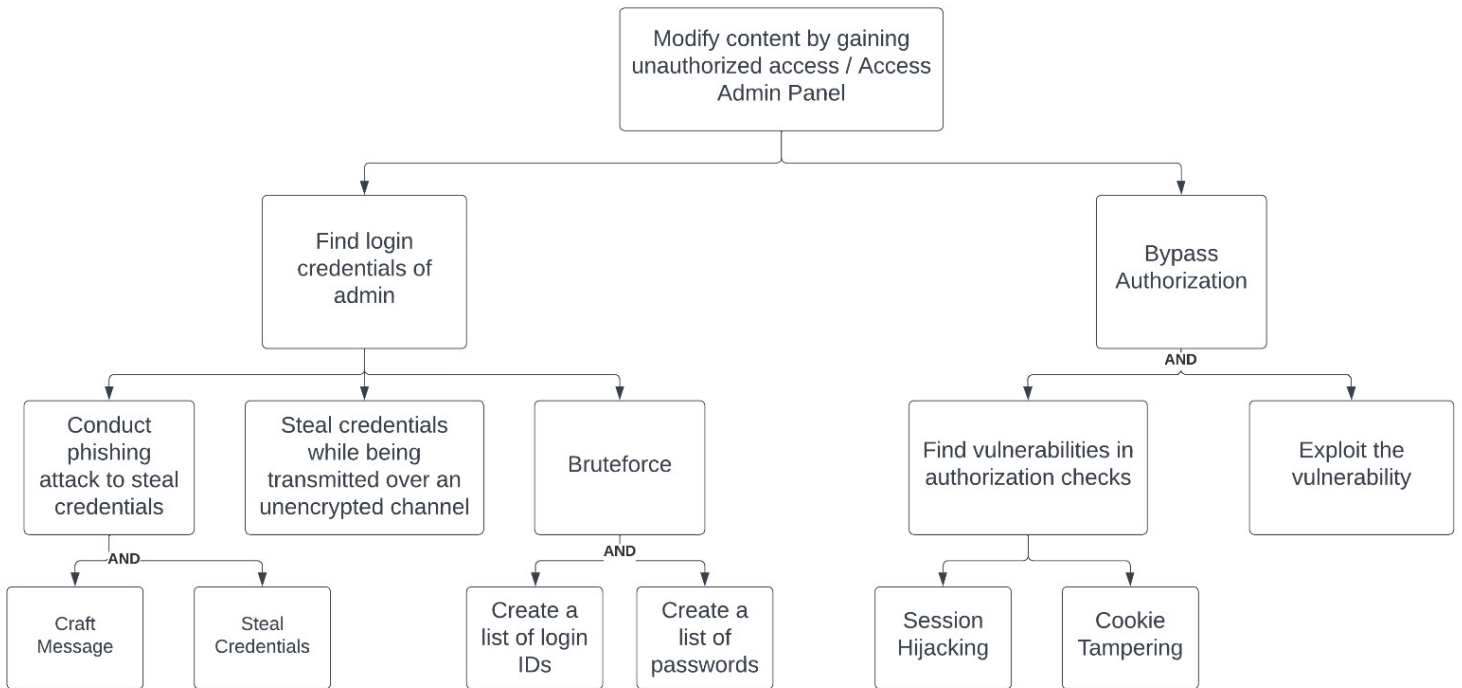 Modify content by gaining
unauthorized access / Access
Admin Panel
Find login
credentials of
admin
Bypass
Authorization
AND
Conduct
phishing
attack to steal
credentials
Steal credentials
while being
transmitted over an
unencrypted channel
Bruteforce
Find vulnerabilities in
authorization checks
Exploit the
vulnerability
AND
AND
Craft
Message
Steal
Credentials
Create a
list of login
IDs
Create a
list of
passwords
Session
Hijacking
Cookie
Tampering